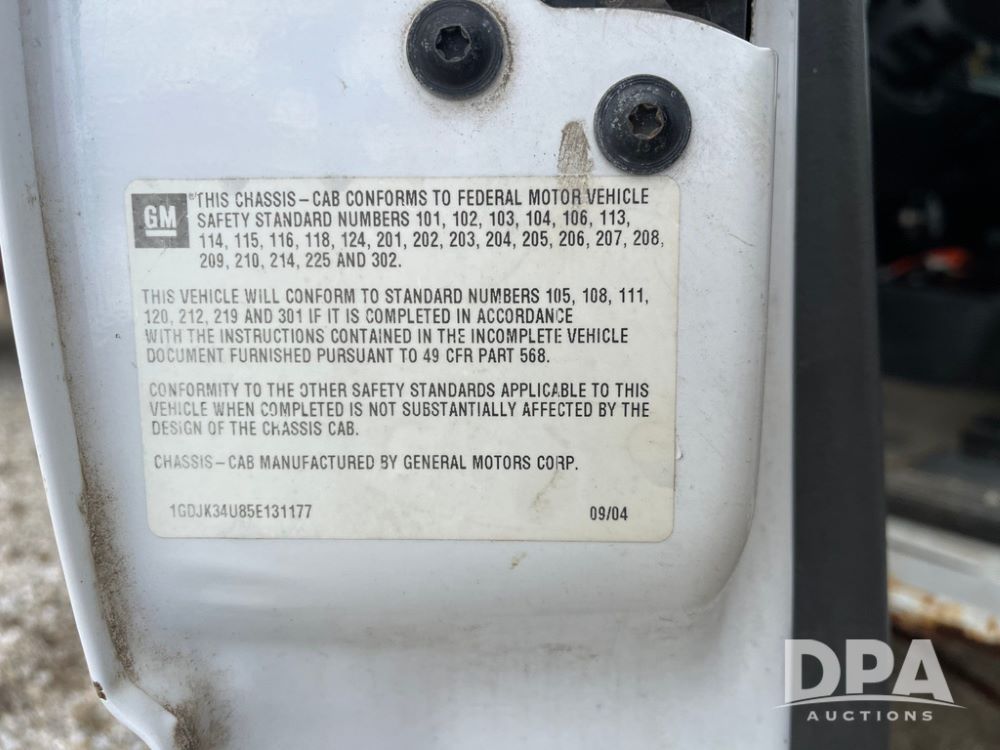 GM
THIS CHASSIS-CAB CONFORMS TO FEDERAL MOTOR VEHICLE
SAFETY STANDARD NUMBERS 101, 102, 103, 104, 106, 113,
114, 115, 116, 118, 124, 201, 202, 203, 204, 205, 206, 207, 208,
209, 210, 214, 225 AND 302.
THIS VEHICLE WILL CONFORM TO STANDARD NUMBERS 105, 108, 111,
120, 212, 219 AND 301 IF IT IS COMPLETED IN ACCORDANCE
WITH THE INSTRUCTIONS CONTAINED IN THE INCOMPLETE VEHICLE
DOCUMENT FURNISHED PURSUANT TO 49 CFR PART 568.
CONFORMITY TO THE OTHER SAFETY STANDARDS APPLICABLE TO THIS
VEHICLE WHEN COMPLETED IS NOT SUBSTANTIALLY AFFECTED BY THE
DESIGN OF THE CHASSIS CAB.
CHASSIS-CAB MANUFACTURED BY GENERAL MOTORS CORP.
1GDJK34U85E131177 09/04
DPA
AUCTIONS